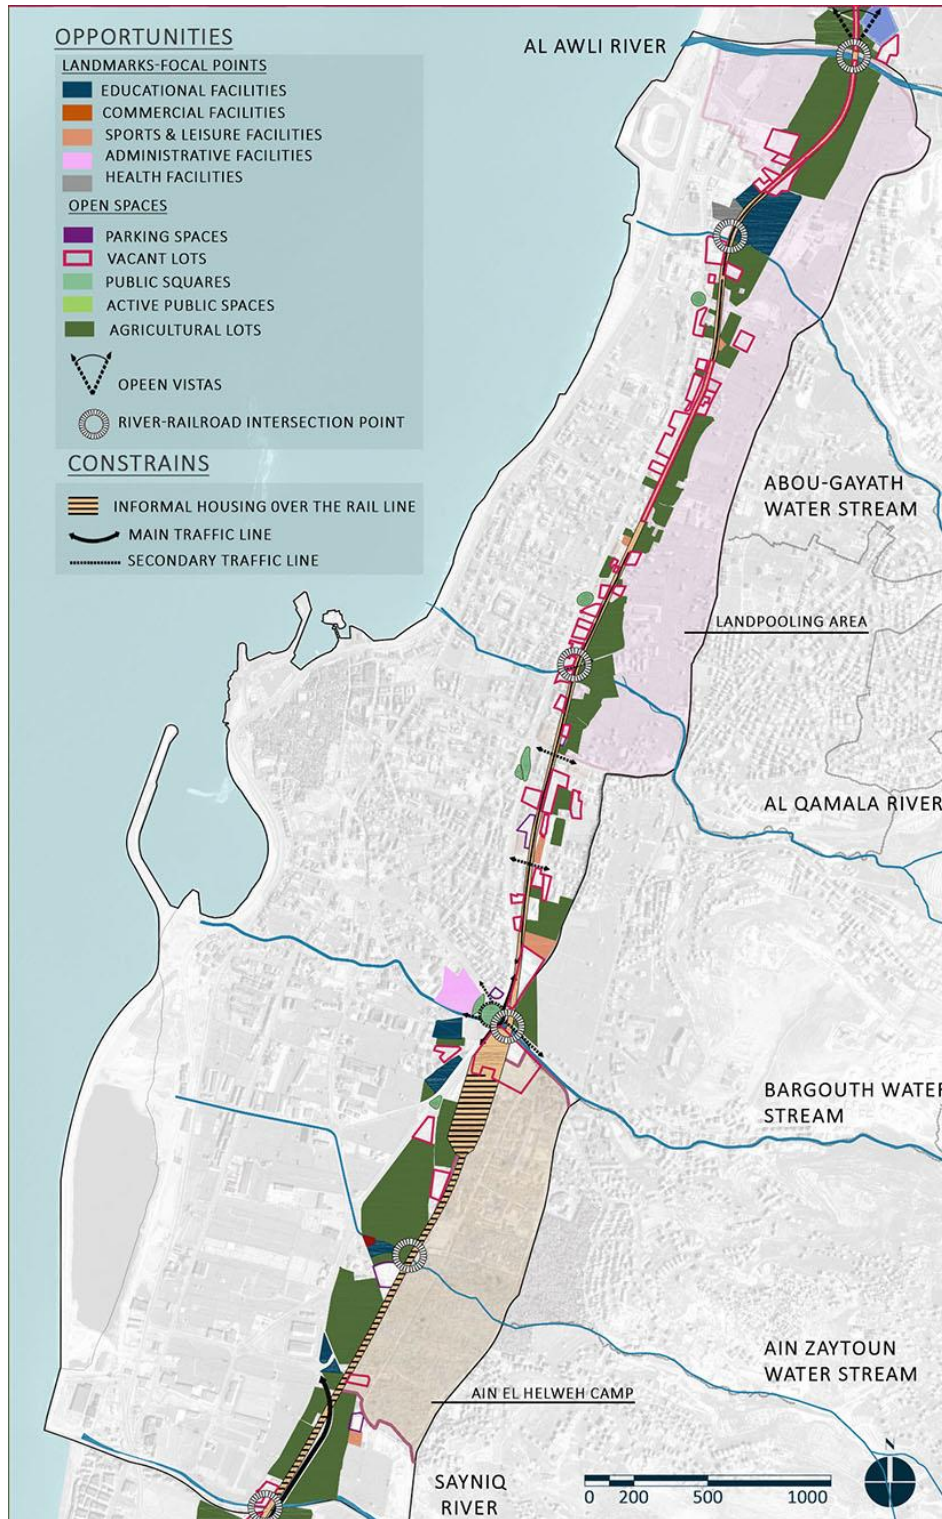 OPPORTUNITIES
LANDMARKS-FOCAL POINTS
EDUCATIONAL FACILITIES
COMMERCIAL FACILITIES
SPORTS & LEISURE FACILITIES
ADMINISTRATIVE FACILITIES
HEALTH FACILITIES
OPEN SPACES
PARKING SPACES
VACANT LOTS
PUBLIC SQUARES
ACTIVE PUBLIC SPACES
AGRICULTURAL LOTS
OPEEN VISTAS
RIVER-RAILROAD INTERSECTION POINT
CONSTRAINS
INFORMAL HOUSING OVER THE RAIL LINE
MAIN TRAFFIC LINE
SECONDARY TRAFFIC LINE
AL AWLI RIVER
ABOU-GAYATH
WATER STREAM
LANDPOOLING AREA
AL QAMALA RIVER
BARGOUTH WATER
STREAM
AIN ZAYTOUN
WATER STREAM
AIN EL HELWEH CAMP
SAYNIQ
RIVER
0 200 500 1000
N